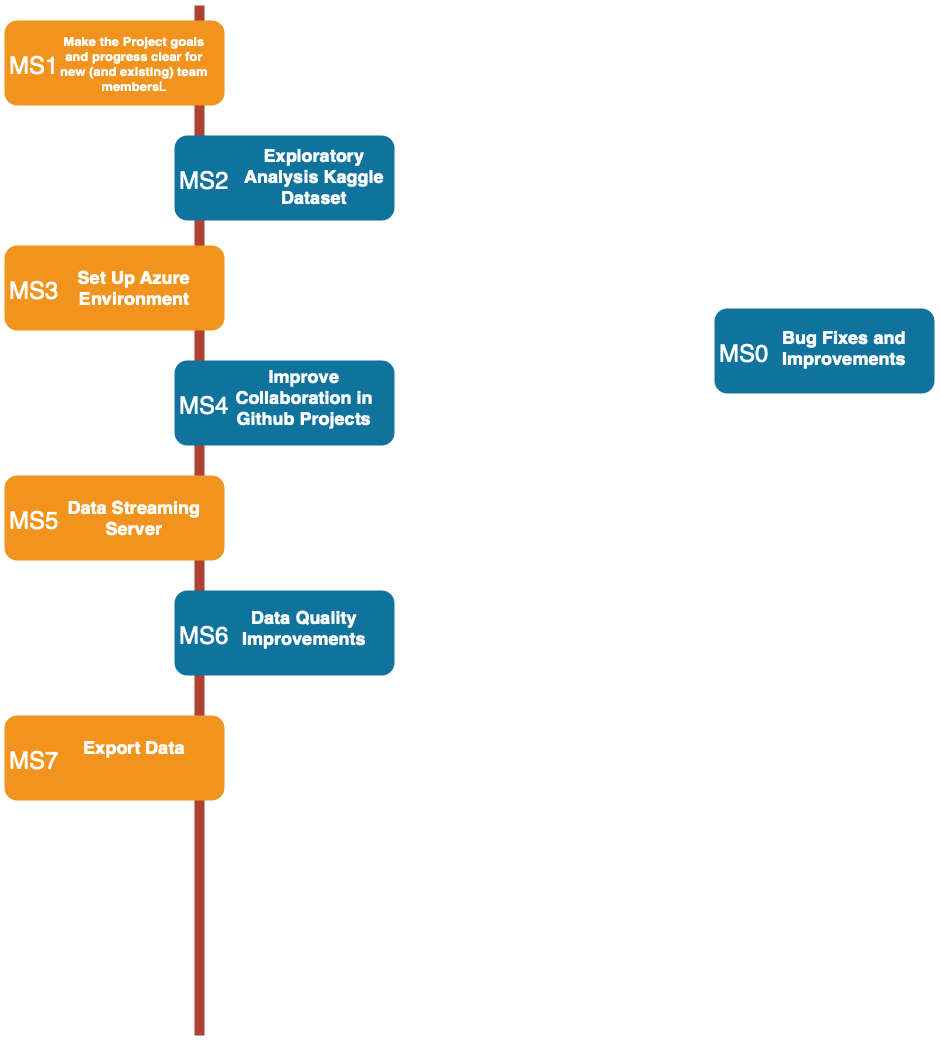 MS1
Make the Project goals
and progress clear for
new (and existing) team
membersL
MS2
Exploratory
Analysis Kaggle
Dataset
MS3
Set Up Azure
Environment
MS0
Bug Fixes and
Improvements
MS4
Improve
Collaboration in
Github Projects
MS5
Data Streaming
Server
MS6
Data Quality
Improvements
MS7
Export Data